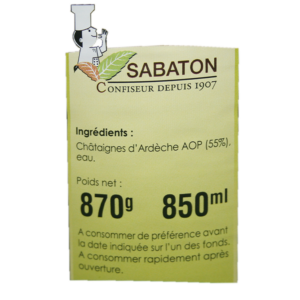 SABATON
CONFISEUR DEPUIS 1907
Ingrédients :
Châtaignes d'Ardèche AOP (55%).
eau.
Poids net :
870g 850ml
A consommer de préférence avant
la date indiquée sur l'un des fonds.
A consommer rapidement après
ouverture.